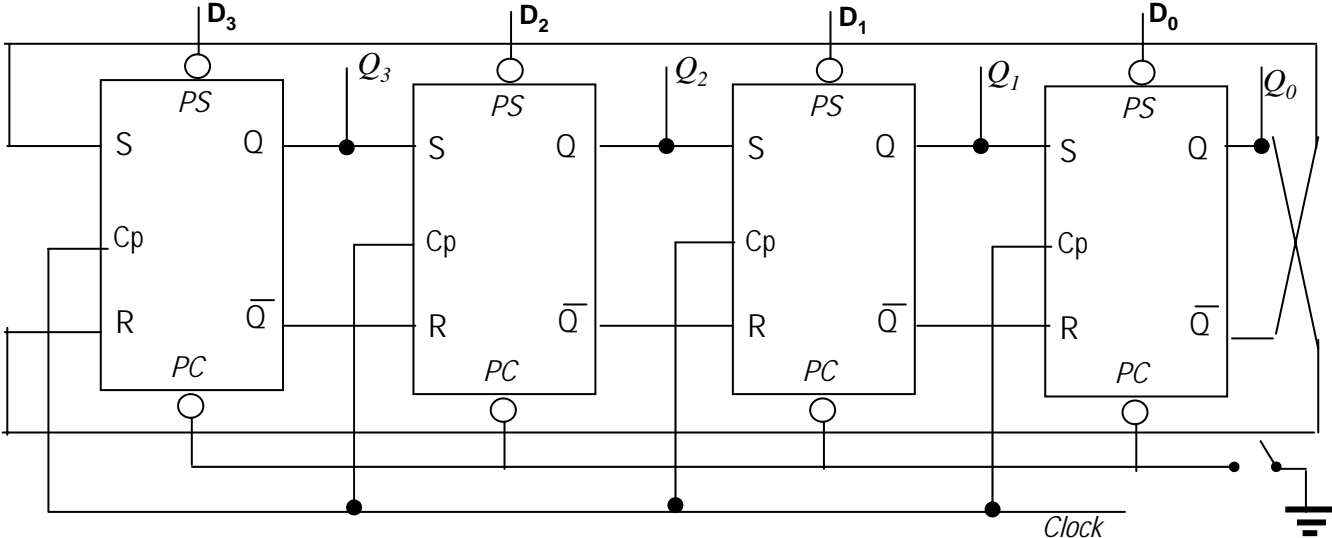 D₃ D₂ D₁ D₀
Q₃ Q₂ Q₁ Q₀
PS PS PS PS
S Q S Q S Q S Q
Cp Cp Cp Cp
R Q̅ R Q̅ R Q̅ R Q̅
PC PC PC PC
Clock